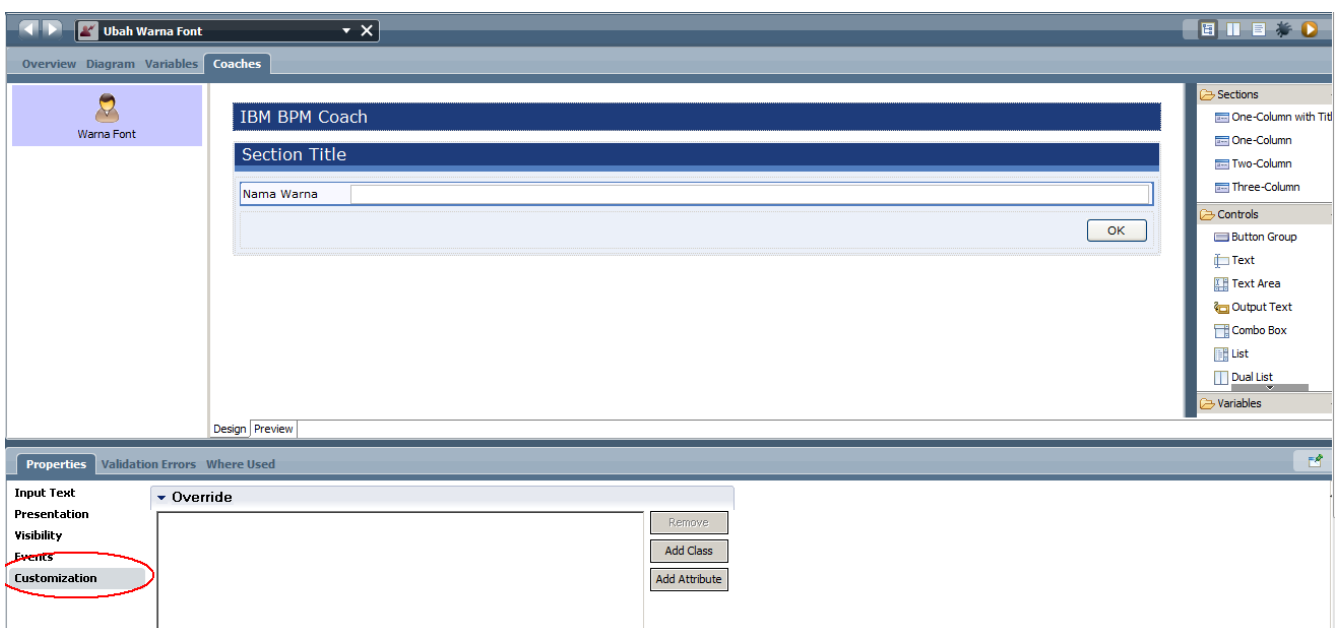 Ubah Warna Font
Overview Diagram Variables Coaches
Warna Font
IBM BPM Coach
Section Title
Nama Warna
OK
Design Preview
Sections
One-Column with Titl
One-Column
Two-Column
Three-Column
Controls
Button Group
Text
Text Area
Output Text
Combo Box
List
Dual List
Variables
Properties Validation Errors Where Used
Input Text
Presentation
Visibility
Events
Customization
Override
Remove
Add Class
Add Attribute